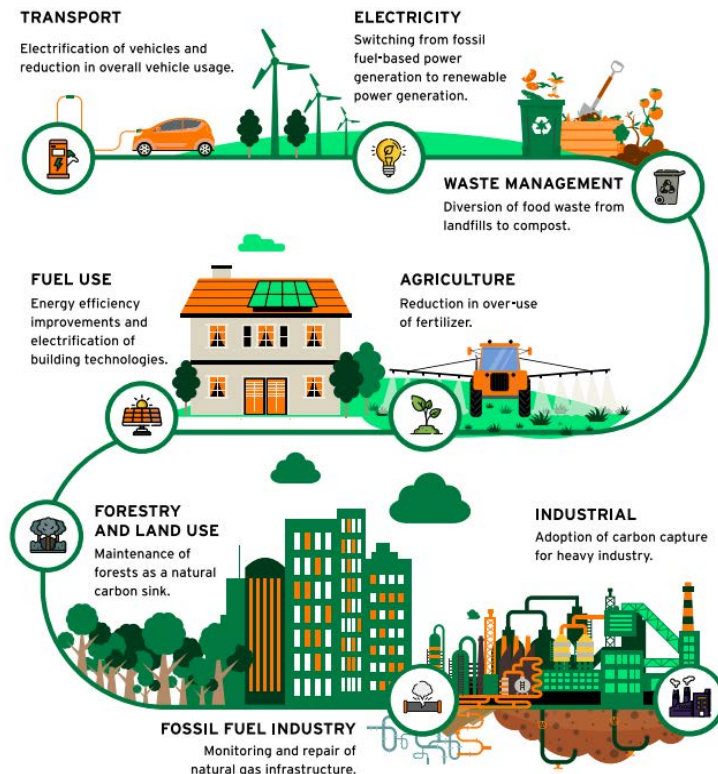 TRANSPORT
Electrification of vehicles and
reduction in overall vehicle usage.
ELECTRICITY
Switching from fossil
fuel-based power
generation to renewable
power generation.
WASTE MANAGEMENT
Diversion of food waste from
landfills to compost.
FUEL USE
Energy efficiency
improvements and
electrification of
building technologies.
AGRICULTURE
Reduction in over-use
of fertilizer.
FORESTRY
AND LAND USE
Maintenance of
forests as a natural
carbon sink.
INDUSTRIAL
Adoption of carbon capture
for heavy industry.
FOSSIL FUEL INDUSTRY
Monitoring and repair of
natural gas infrastructure.